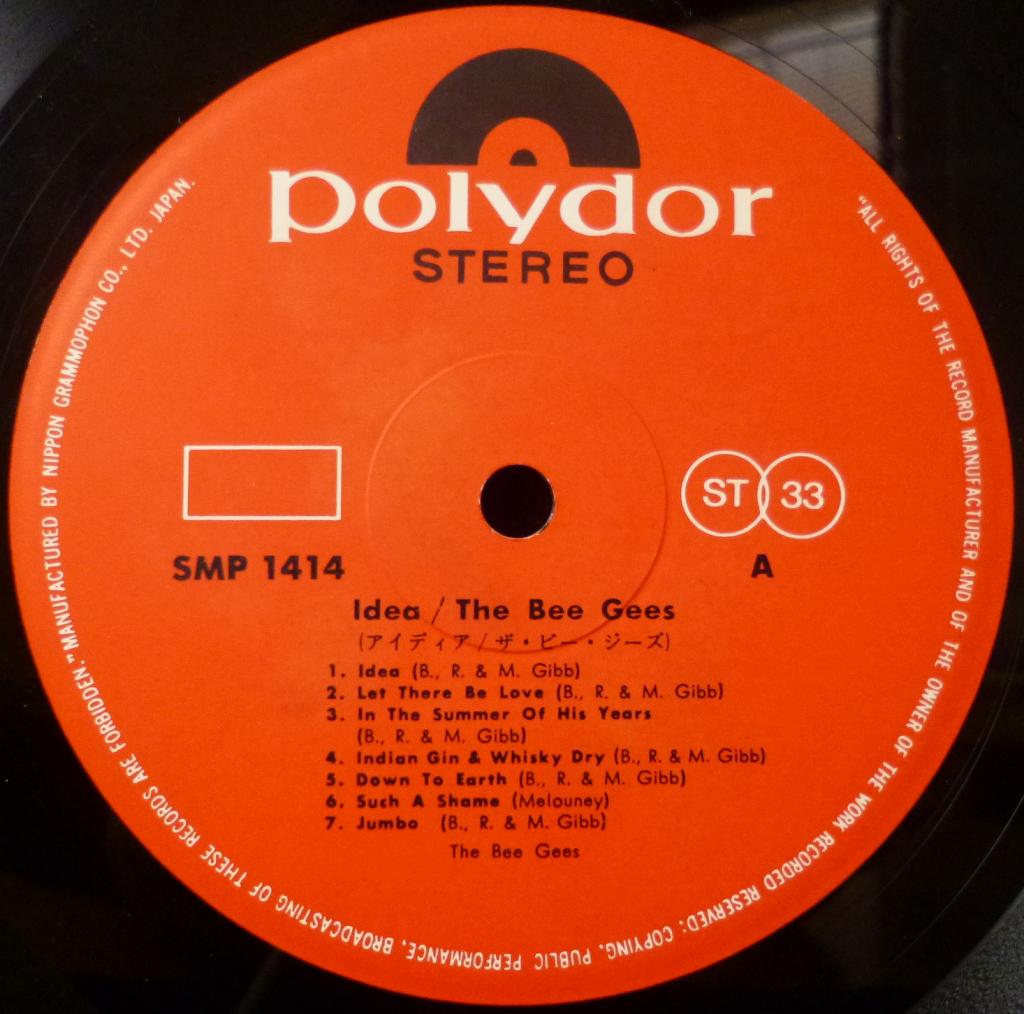 polydor
STEREO
ST 33
SMP 1414
A
Idea / The Bee Gees
(アイディア/ザ・ビー・ジーズ)
1. Idea (B., R. & M. Gibb)
2. Let There Be Love (B., R. & M. Gibb)
3. In The Summer Of His Years
(B., R. & M. Gibb)
4. Indian Gin & Whisky Dry (B., R. & M. Gibb)
5. Down To Earth (B., R. & M. Gibb)
6. Such A Shame (Melouney)
7. Jumbo (B., R. & M. Gibb)
The Bee Gees
"ALL RIGHTS OF THE RECORD MANUFACTURER AND OF THE OWNER OF THE WORK RECORDED RESERVED: COPYING, PUBLIC PERFORMANCE, BROADCASTING OF THESE RECORDS ARE FORBIDDEN." MANUFACTURED BY NIPPON GRAMMOPHON CO., LTD. JAPAN.